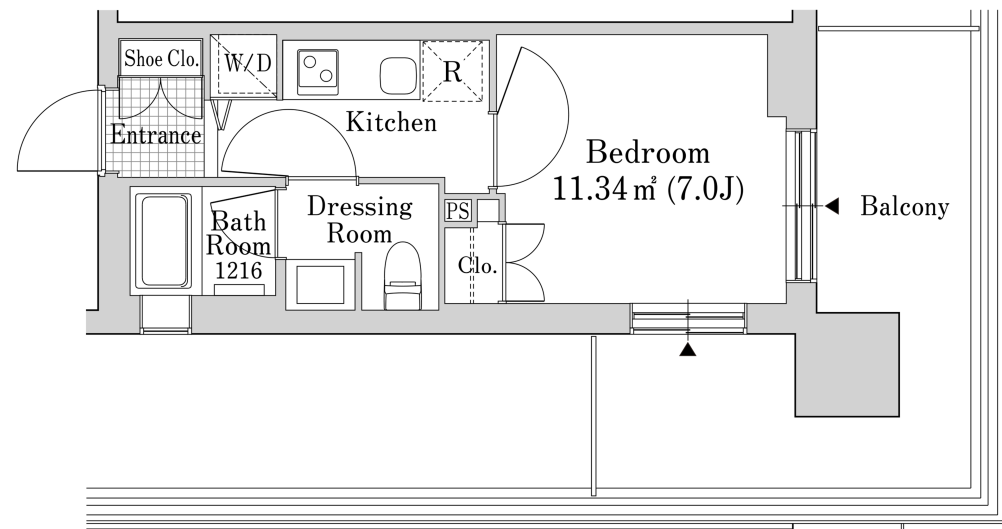 Shoe Clo.
W/D
R
Kitchen
Entrance
Bedroom
11.34㎡ (7.0J)
Balcony
Dressing
Room
PS
Bath
Room
1216
Clo.